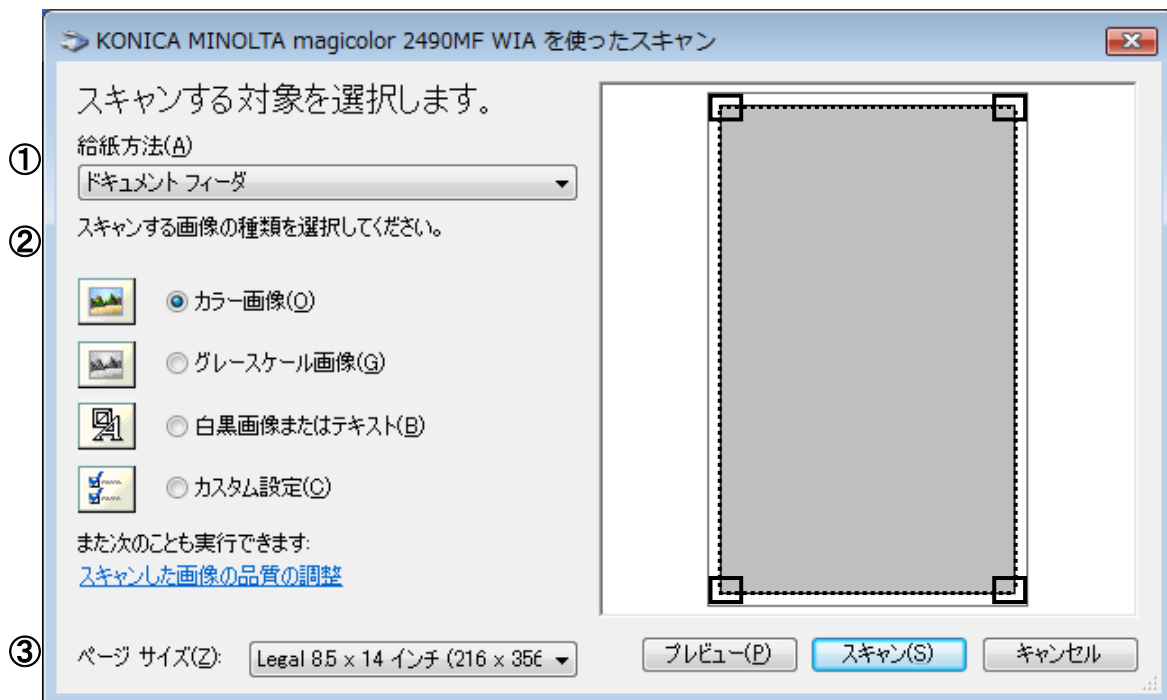 KONICA MINOLTA magicolor 2490MF WIA を使ったスキャン
スキャンする対象を選択します。
①
給紙方法(A)
ドキュメント フィーダ
②
スキャンする画像の種類を選択してください。
カラー画像(O)
グレースケール画像(G)
白黒画像またはテキスト(B)
カスタム設定(C)
また次のことも実行できます:
スキャンした画像の品質の調整
③
ページ サイズ(Z):
Legal 8.5 x 14 インチ (216 x 356
プレビュー(P)
スキャン(S)
キャンセル